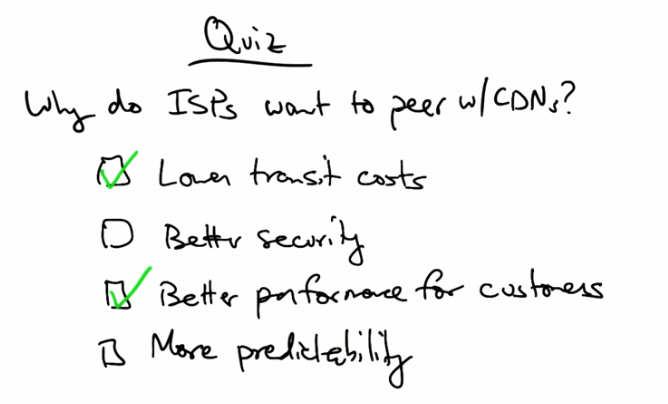 Quiz
Why do ISPs want to peer w/CDNs?
Lower transit costs
Better security
Better performance for customers
More predictability